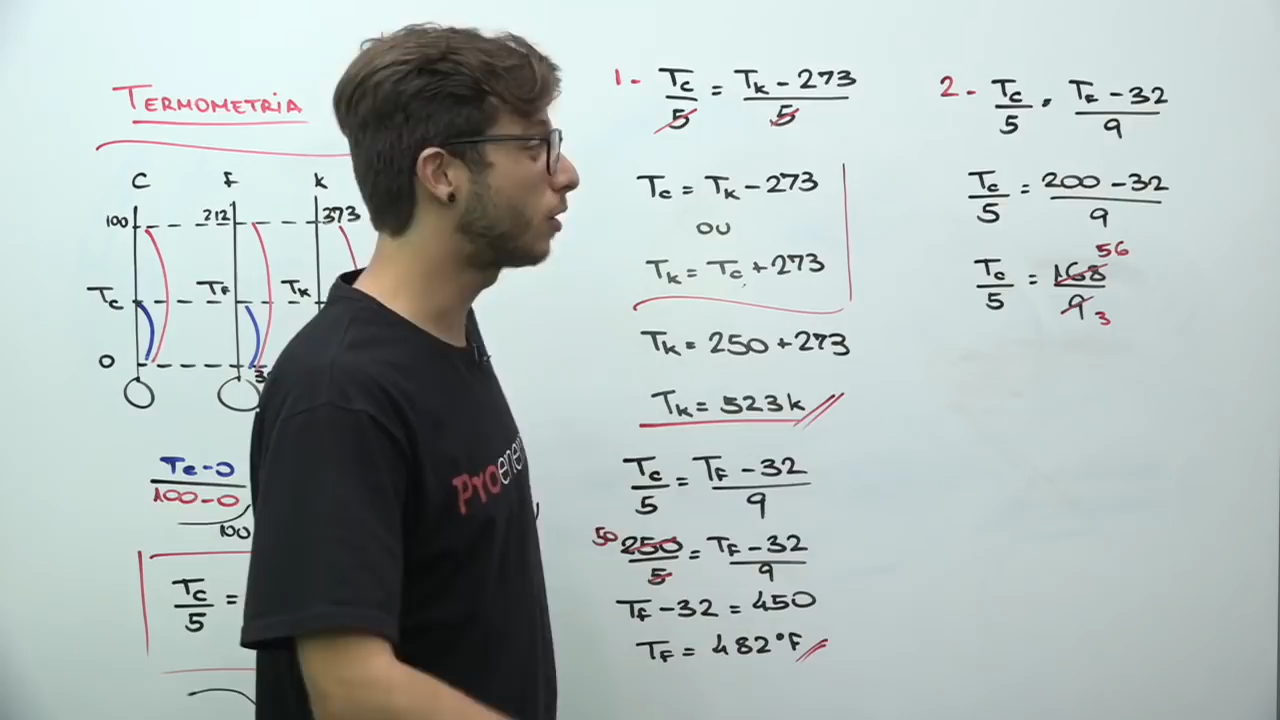 TERMOMETRIA
C F K
100 212 373
Tc TF TK
0
Tc-0
100-0
100
Tc/5 =
Proene
1- Tc/5 = TK-273/5
Tc = TK-273
OU
TK = Tc+273
TK = 250+273
TK = 523K
Tc/5 = TF-32/9
50 250/5 = TF-32/9
TF-32 = 450
TF = 482°F
2- Tc/5 = TF-32/9
Tc/5 = 200-32/9
Tc/5 = 168/9 56 3